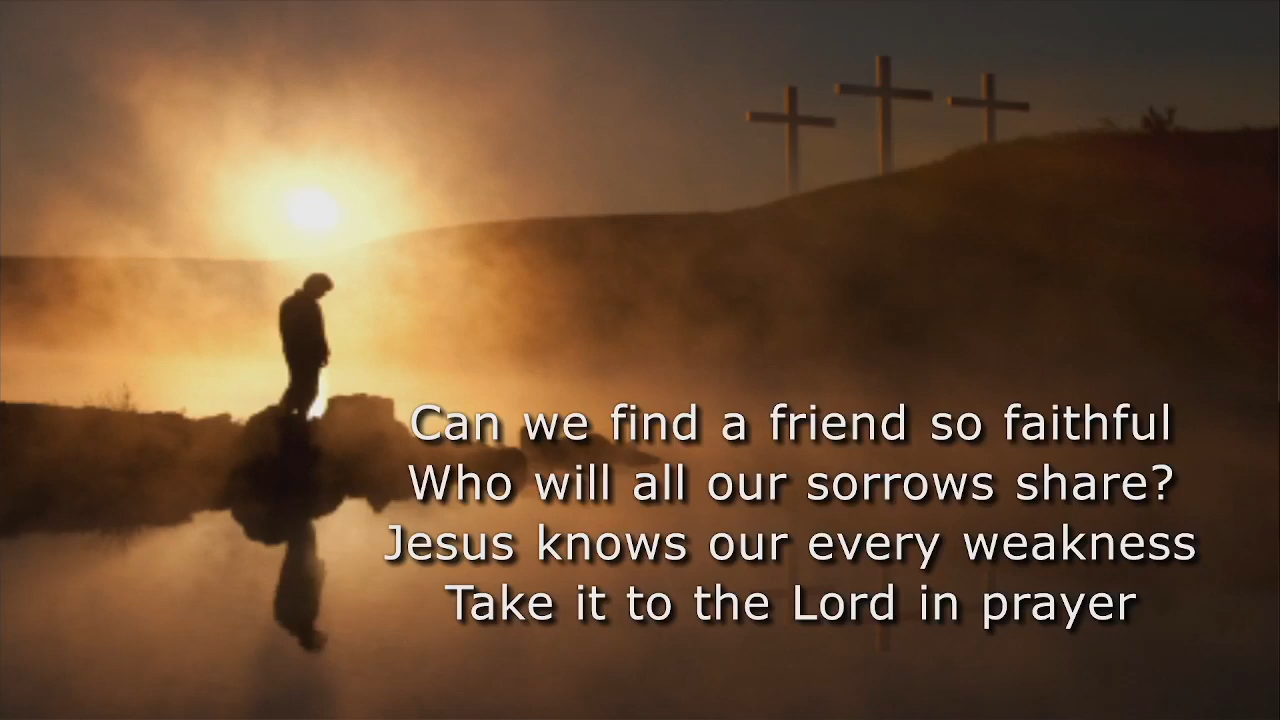 Can we find a friend so faithful
Who will all our sorrows share?
Jesus knows our every weakness
Take it to the Lord in prayer